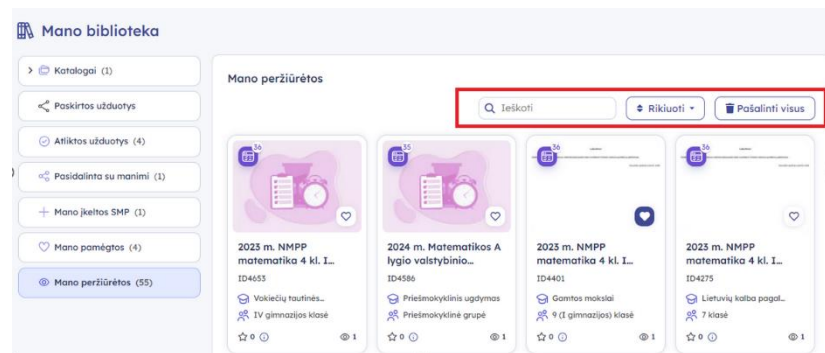 Mano biblioteka
Katalogai (1)
Paskirtos užduotys
Atliktos užduotys (4)
Posidalinta su manimi (1)
Mano įkeltos SMP (1)
Mano pamėgtos (4)
Mano peržiūrėtos (55)
Mano peržiūrėtos
Ieškoti
Rikiuoti
Pašalinti visus
36
2023 m. NMPP
matematika 4 kl. I...
ID4653
Vokiečių tautinės...
IV gimnazijos klasė
0
1
35
2024 m. Matematikos A
lygio valstybinio...
ID4586
Priešmokyklinis ugdymas
Priešmokyklinė grupė
0
1
36
2023 m. NMPP
matematika 4 kl. I...
ID4401
Gamtos mokslai
9 (I gimnazijos) klasė
0
1
36
2023 m. NMPP
matematika 4 kl. I...
ID4275
Lietuvių kalba pagal...
7 klasė
0
1